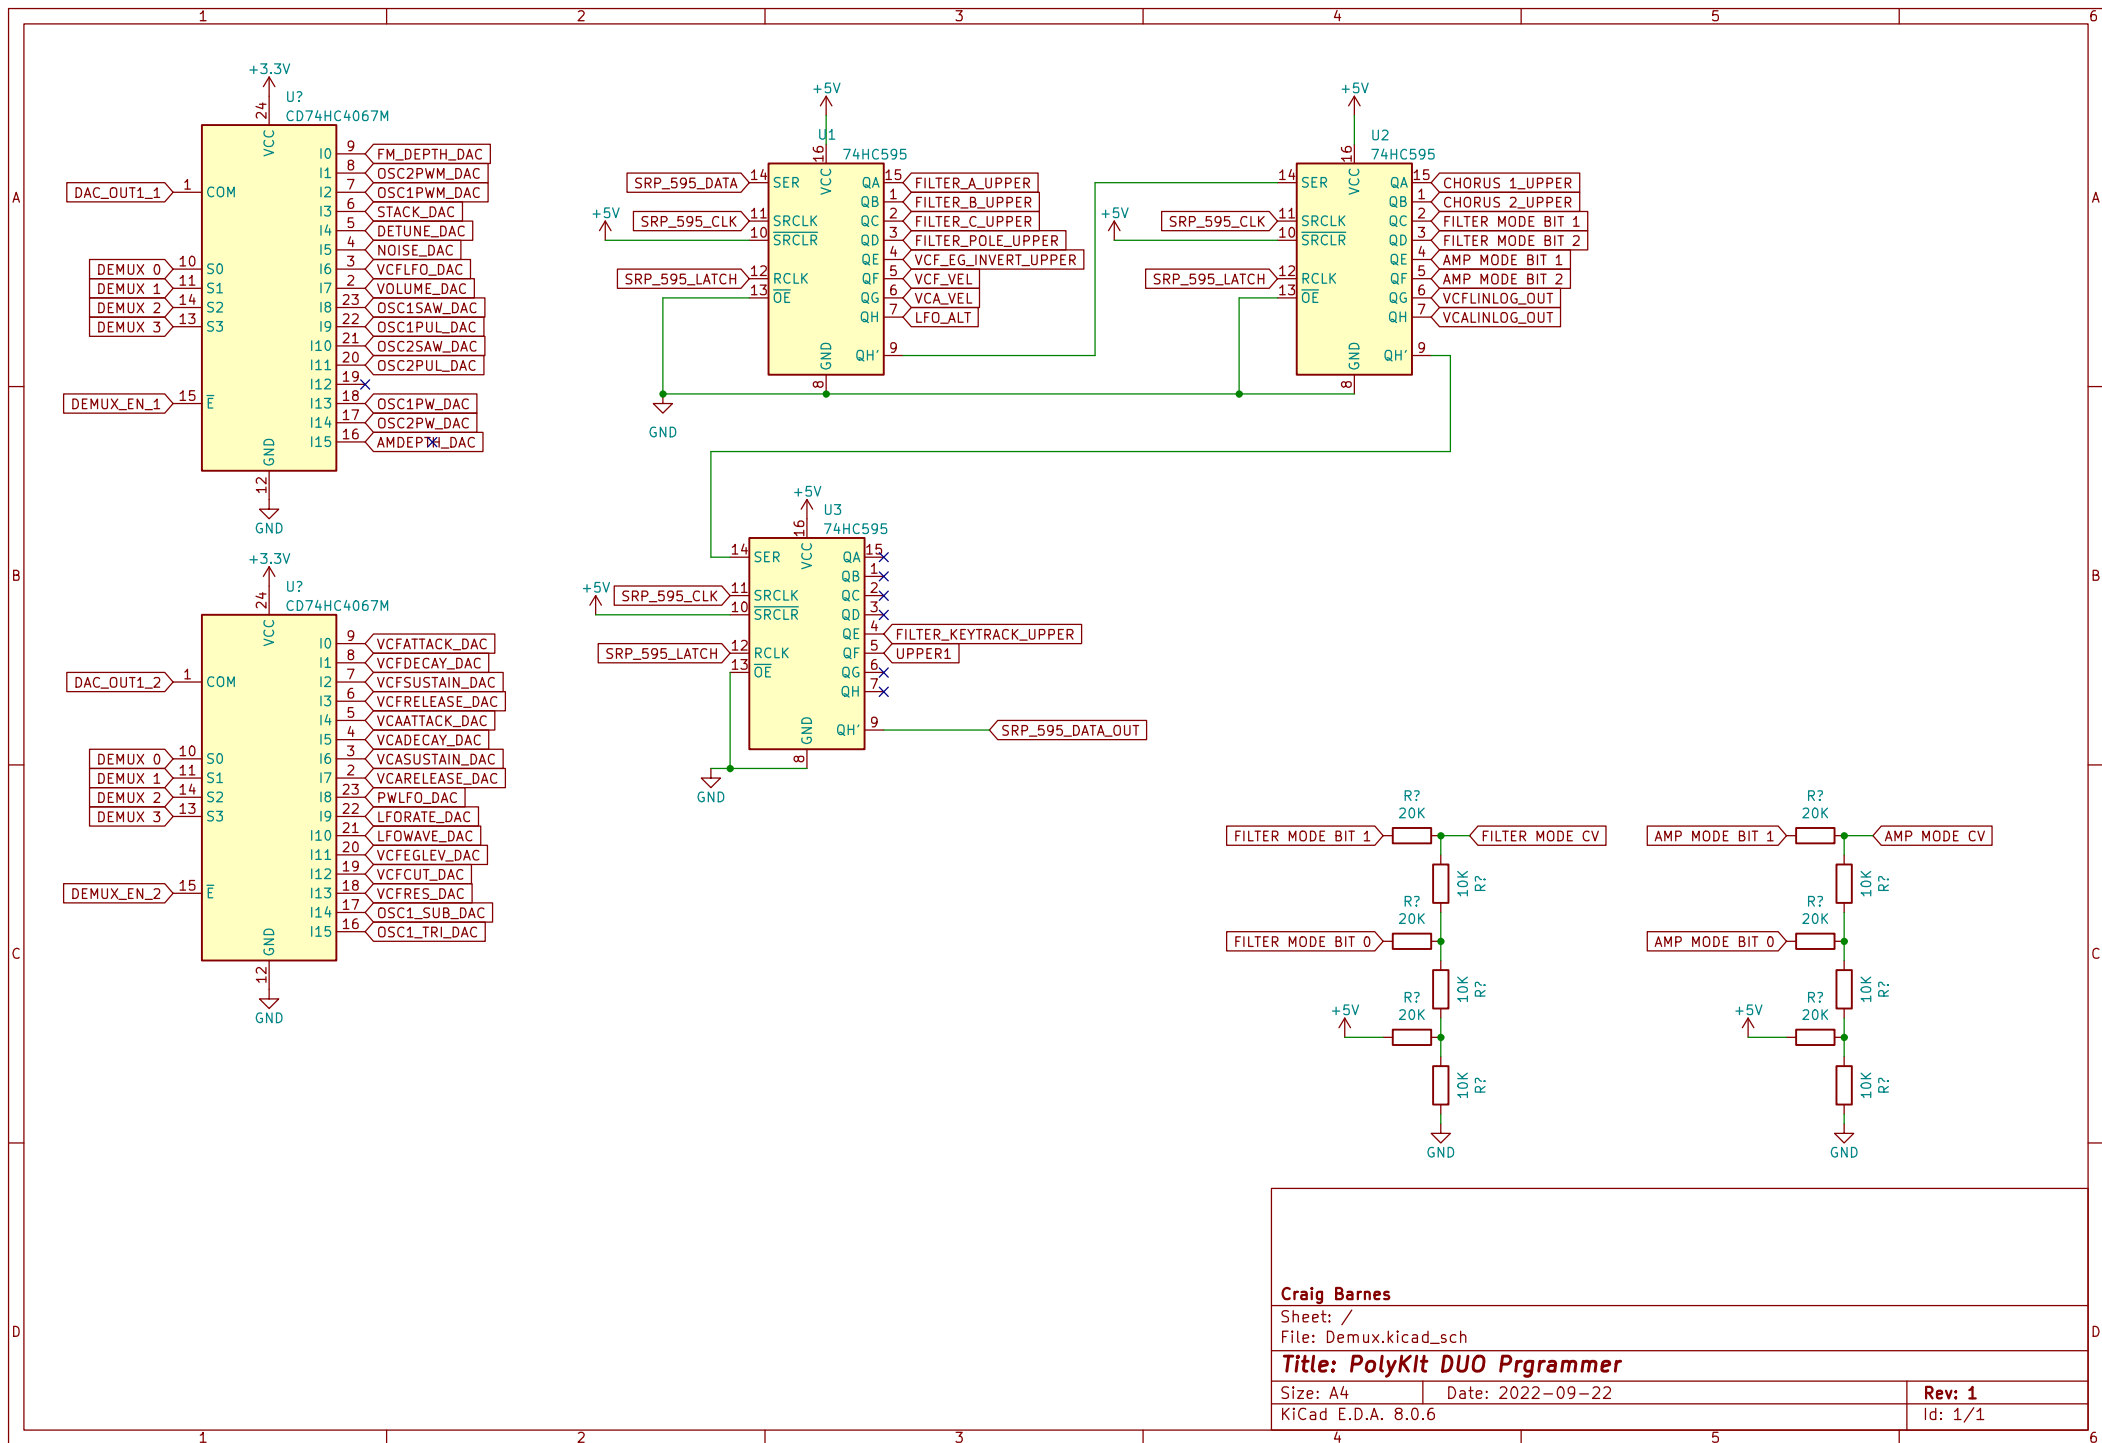 1 2 3 4 5 6
A
B
C
D
+3.3V
U?
CD74HC4067M
24
VCC
DAC_OUT1_1 1 COM
DEMUX 0 10 S0
DEMUX 1 11 S1
DEMUX 2 14 S2
DEMUX 3 13 S3
DEMUX_EN_1 15 E
I0 9 FM_DEPTH_DAC
I1 8 OSC2PWM_DAC
I2 7 OSC1PWM_DAC
I3 6 STACK_DAC
I4 5 DETUNE_DAC
I5 4 NOISE_DAC
I6 3 VCFLFO_DAC
I7 2 VOLUME_DAC
I8 23 OSC1SAW_DAC
I9 22 OSC1PUL_DAC
I10 21 OSC2SAW_DAC
I11 20 OSC2PUL_DAC
I12 19
I13 18 OSC1PW_DAC
I14 17 OSC2PW_DAC
I15 16 AMDEPTH_DAC
GND
12
GND
+3.3V
U?
CD74HC4067M
24
VCC
DAC_OUT1_2 1 COM
DEMUX 0 10 S0
DEMUX 1 11 S1
DEMUX 2 14 S2
DEMUX 3 13 S3
DEMUX_EN_2 15 E
I0 9 VCFATTACK_DAC
I1 8 VCFDECAY_DAC
I2 7 VCFSUSTAIN_DAC
I3 6 VCFRELEASE_DAC
I4 5 VCAATTACK_DAC
I5 4 VCADECAY_DAC
I6 3 VCASUSTAIN_DAC
I7 2 VCARELEASE_DAC
I8 23 PWLFO_DAC
I9 22 LFORATE_DAC
I10 21 LFOWAVE_DAC
I11 20 VCFEGLEV_DAC
I12 19 VCFCUT_DAC
I13 18 VCFRES_DAC
I14 17 OSC1_SUB_DAC
I15 16 OSC1_TRI_DAC
GND
12
GND
+5V
U1
74HC595
16
VCC
SRP_595_DATA 14 SER
SRP_595_CLK 11 SRCLK
+5V
10 SRCLR
SRP_595_LATCH 12 RCLK
13 OE
QA 15 FILTER_A_UPPER
QB 1 FILTER_B_UPPER
QC 2 FILTER_C_UPPER
QD 3 FILTER_POLE_UPPER
QE 4 VCF_EG_INVERT_UPPER
QF 5 VCF_VEL
QG 6 VCA_VEL
QH 7 LFO_ALT
QH' 9
GND
8
GND
+5V
U2
74HC595
16
VCC
14 SER
SRP_595_CLK 11 SRCLK
+5V
10 SRCLR
SRP_595_LATCH 12 RCLK
13 OE
QA 15 CHORUS 1_UPPER
QB 1 CHORUS 2_UPPER
QC 2 FILTER MODE BIT 1
QD 3 FILTER MODE BIT 2
QE 4 AMP MODE BIT 1
QF 5 AMP MODE BIT 2
QG 6 VCFLINLOG_OUT
QH 7 VCALINLOG_OUT
QH' 9
GND
8
+5V
U3
74HC595
16
VCC
14 SER
SRP_595_CLK 11 SRCLK
+5V
10 SRCLR
SRP_595_LATCH 12 RCLK
13 OE
QA 15
QB 1
QC 2
QD 3
QE 4 FILTER_KEYTRACK_UPPER
QF 5 UPPER1
QG 6
QH 7
QH' 9 SRP_595_DATA_OUT
GND
8
GND
R?
20K
FILTER MODE BIT 1
FILTER MODE CV
10K
R?
R?
20K
FILTER MODE BIT 0
10K
R?
R?
20K
+5V
10K
R?
GND
R?
20K
AMP MODE BIT 1
AMP MODE CV
10K
R?
R?
20K
AMP MODE BIT 0
10K
R?
R?
20K
+5V
10K
R?
GND
Craig Barnes
Sheet: /
File: Demux.kicad_sch
Title: PolyKIt DUO Prgrammer
Size: A4 Date: 2022-09-22 Rev: 1
KiCad E.D.A. 8.0.6 Id: 1/1
A
B
C
D
1 2 3 4 5 6